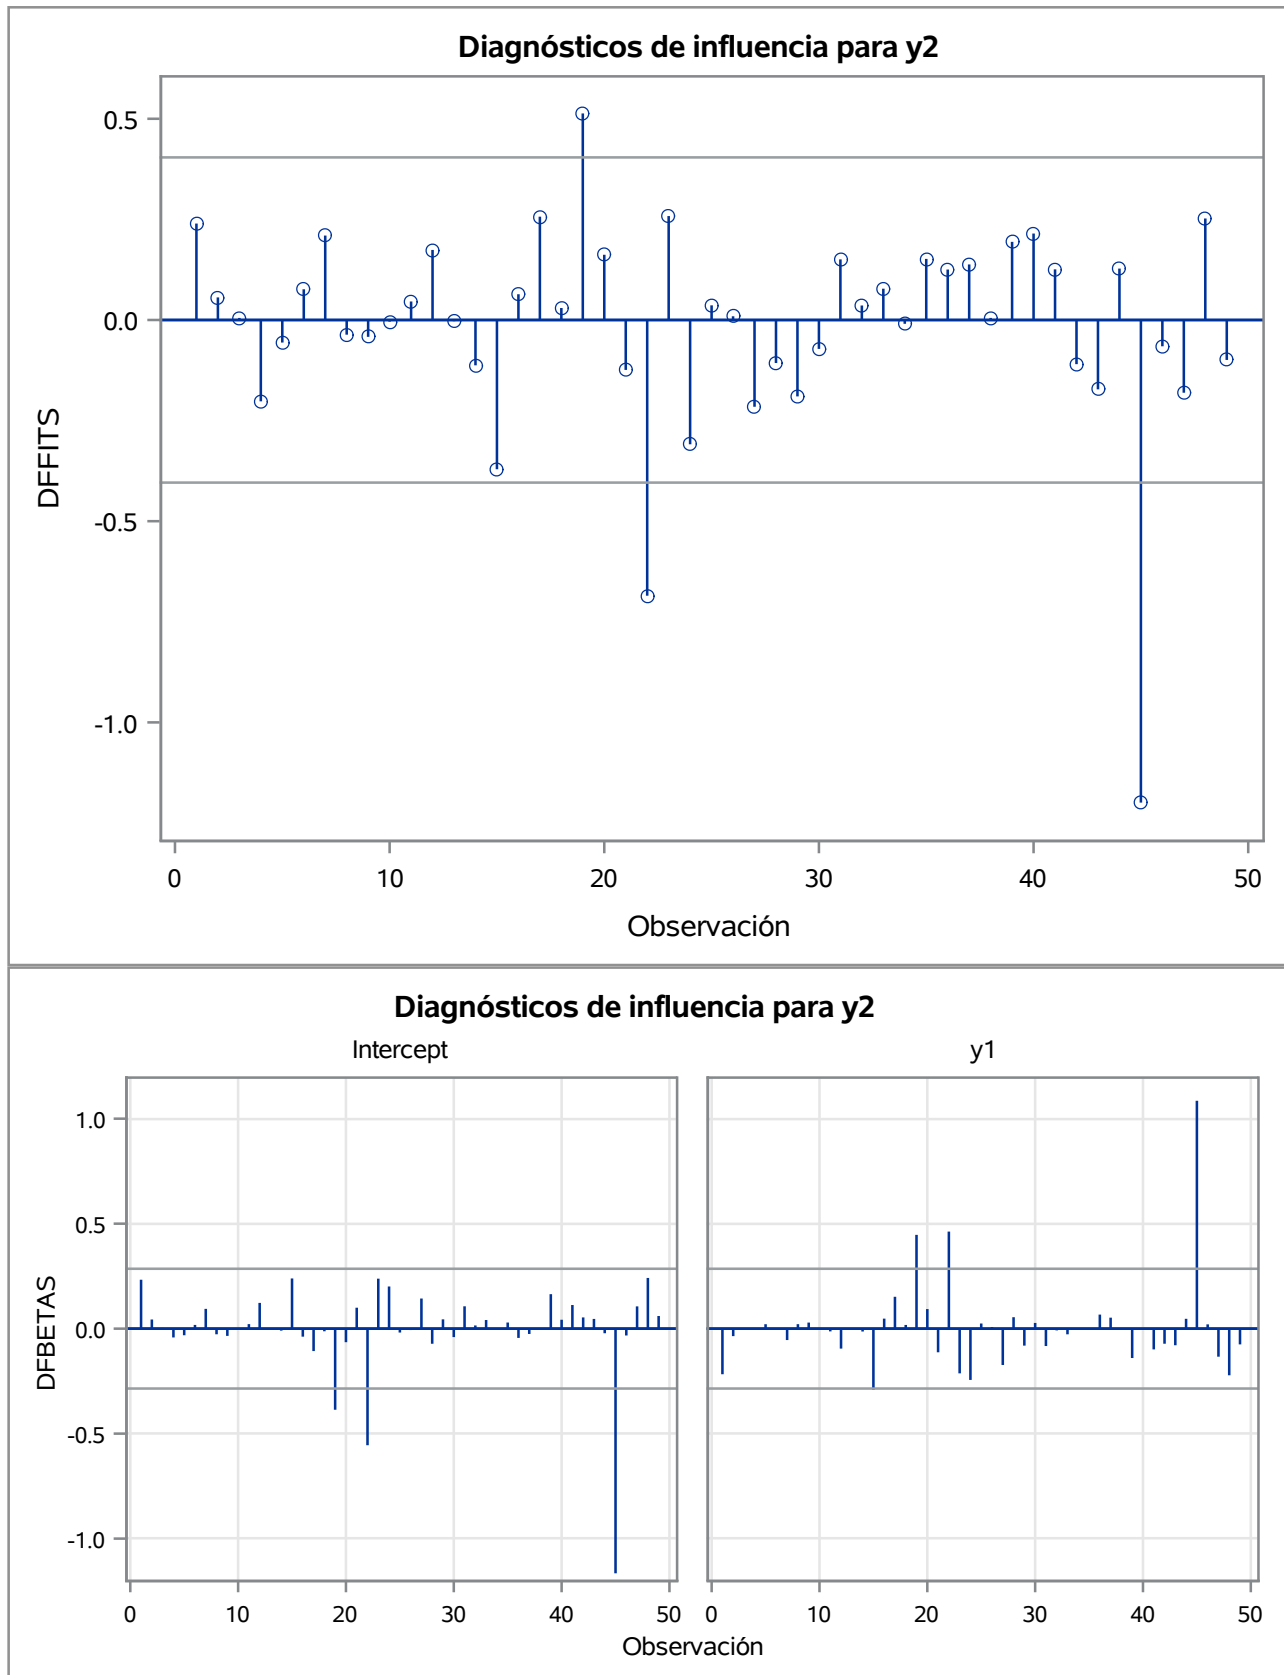 Diagnósticos de influencia para y2
0.5
0.0
-0.5
-1.0
DFFITS
0 10 20 30 40 50
Observación
Diagnósticos de influencia para y2
Intercept y1
1.0
0.5
0.0
-0.5
-1.0
DFBETAS
0 10 20 30 40 50 0 10 20 30 40 50
Observación